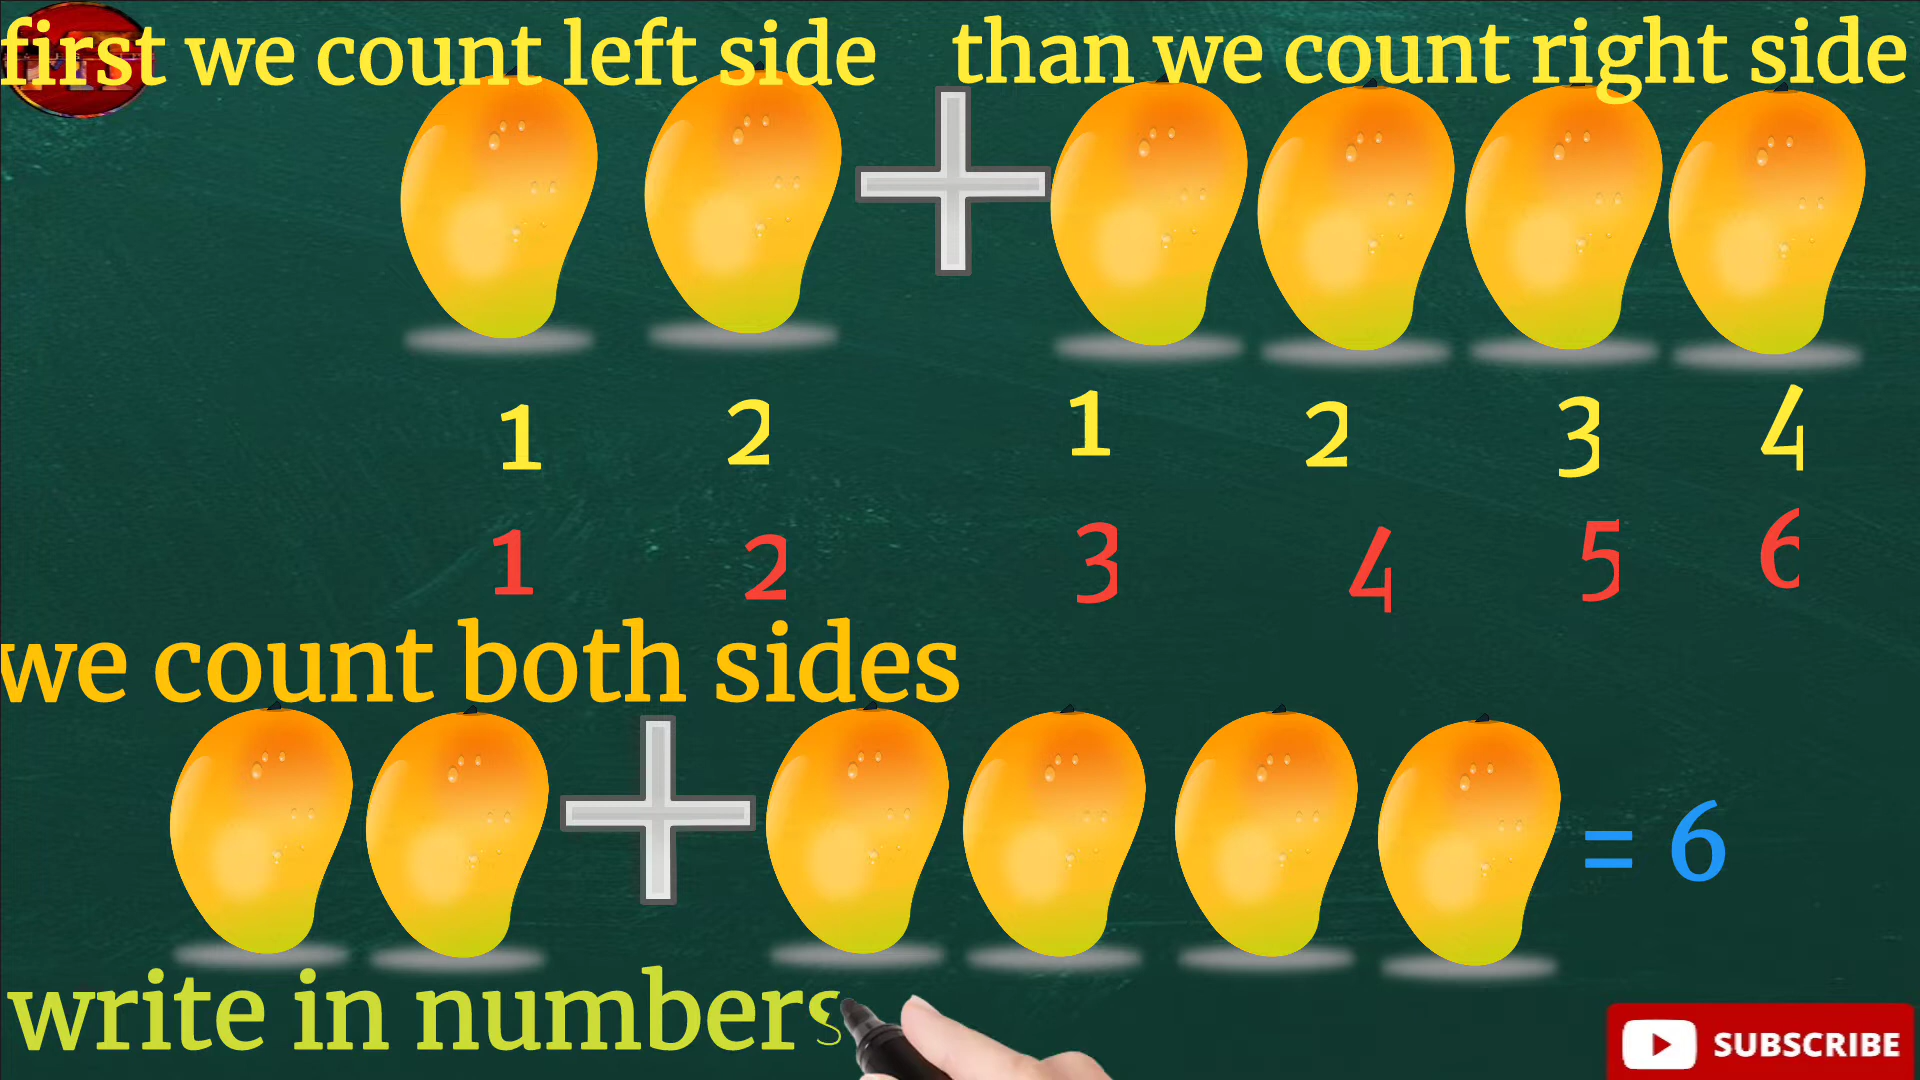 first we count left side than we count right side
1 2 1 2 3 4
1 2 3 4 5 6
we count both sides
= 6
write in numbers
SUBSCRIBE